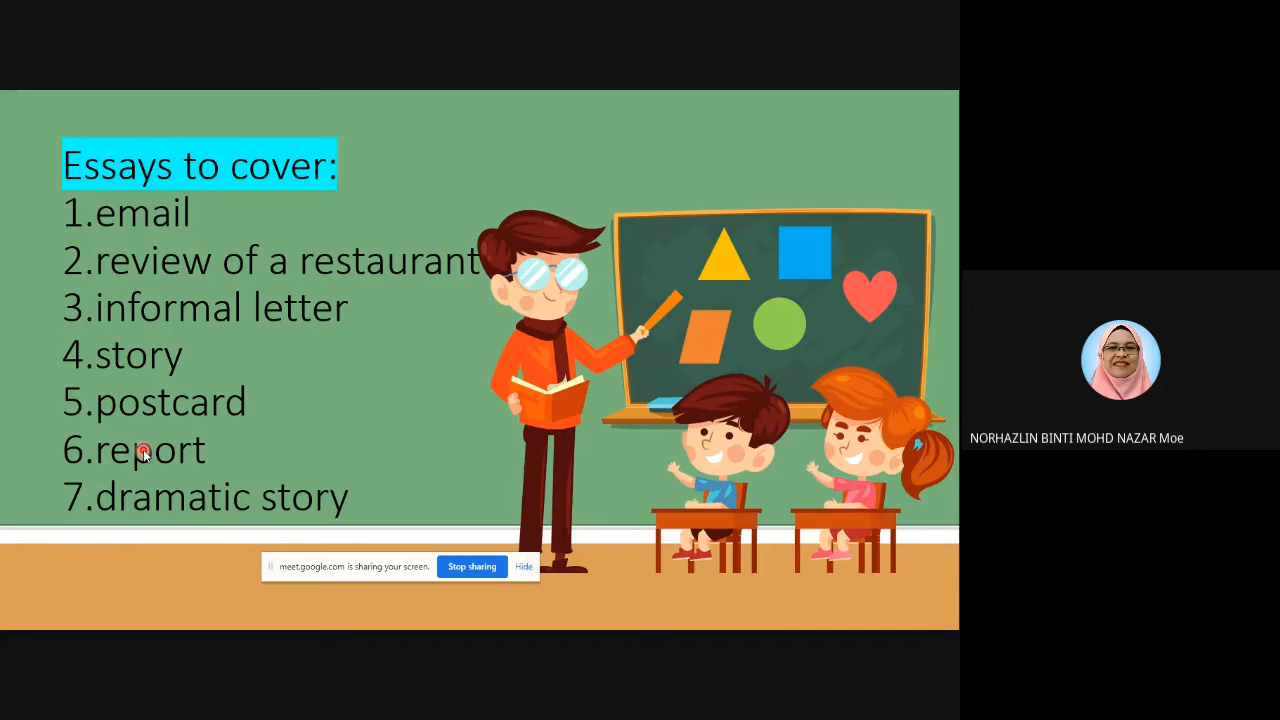 Essays to cover:
1.email
2.review of a restaurant
3.informal letter
4.story
5.postcard
6.report
7.dramatic story
meet.google.com is sharing your screen. Stop sharing Hide
NORHAZLIN BINTI MOHD NAZAR Moe